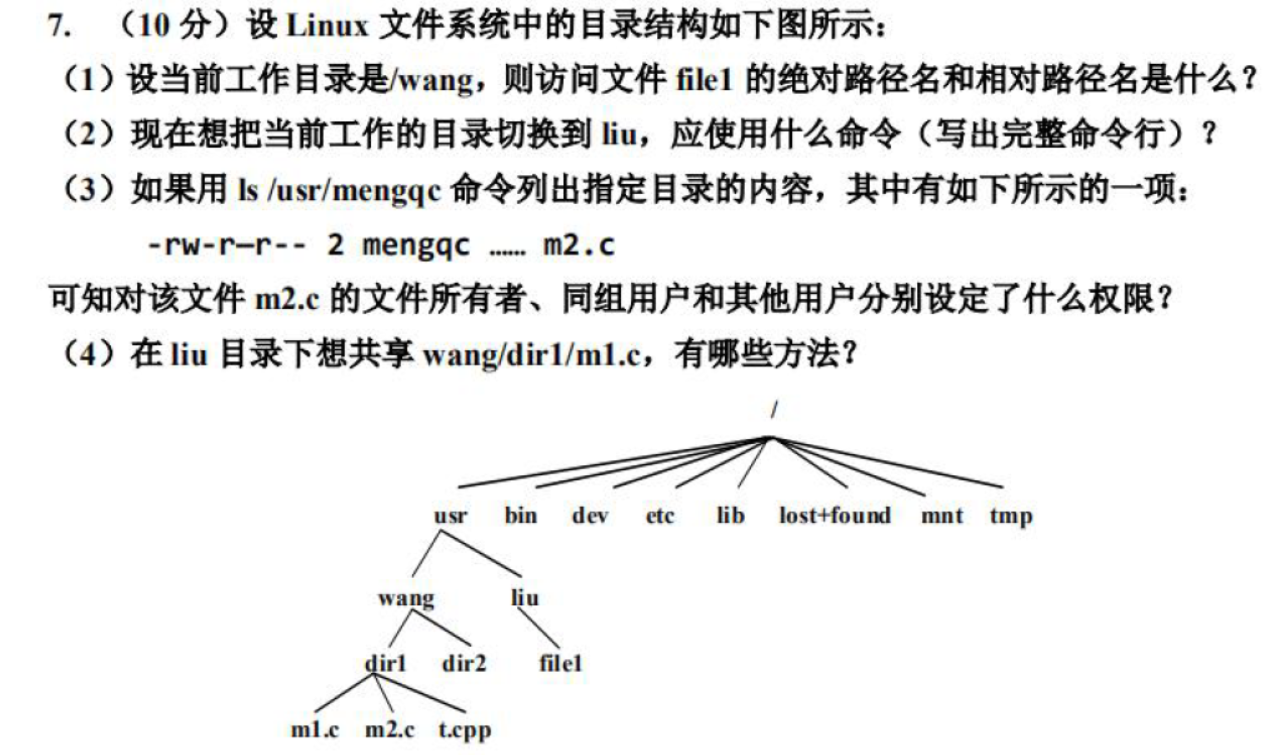 7. （10 分）设 Linux 文件系统中的目录结构如下图所示：
（1）设当前工作目录是/wang，则访问文件 file1 的绝对路径名和相对路径名是什么？
（2）现在想把当前工作的目录切换到 liu，应使用什么命令（写出完整命令行）？
（3）如果用 ls /usr/mengqc 命令列出指定目录的内容，其中有如下所示的一项：
-rw-r—r-- 2 mengqc …… m2.c
可知对该文件 m2.c 的文件所有者、同组用户和其他用户分别设定了什么权限？
（4）在 liu 目录下想共享 wang/dir1/m1.c，有哪些方法？
/
usr bin dev etc lib lost+found mnt tmp
wang liu
dir1 dir2 file1
m1.c m2.c t.cpp